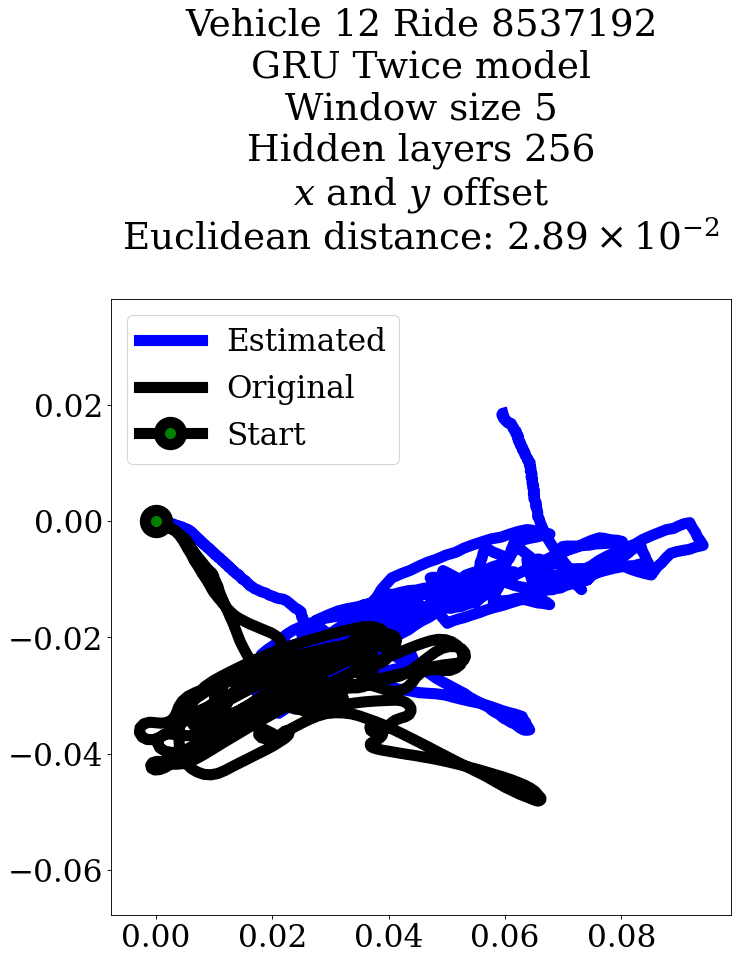 Vehicle 12 Ride 8537192
GRU Twice model
Window size 5
Hidden layers 256
x and y offset
Euclidean distance: 2.89 × 10⁻²
Estimated
Original
Start
0.02
0.00
−0.02
−0.04
−0.06
0.00 0.02 0.04 0.06 0.08